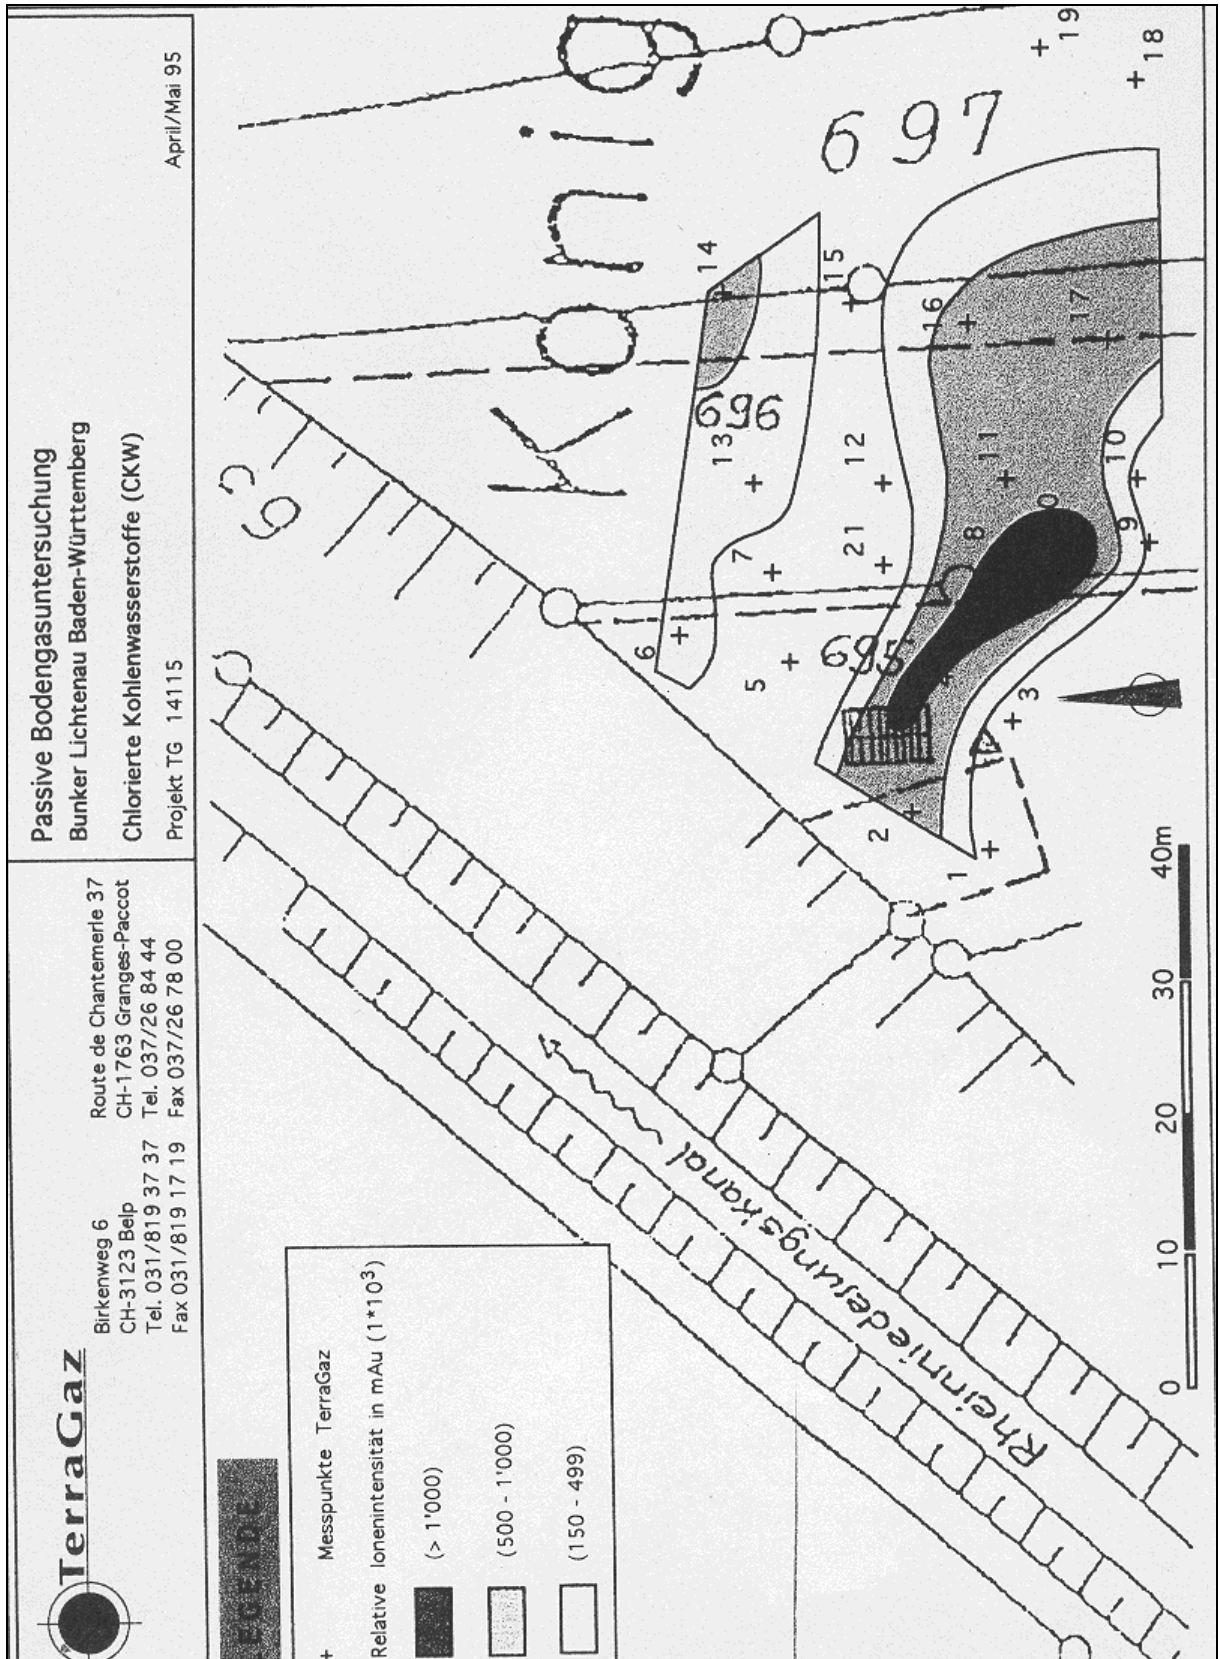 TerraGaz
Birkenweg 6
CH-3123 Belp
Tel. 031/819 37 37
Fax 031/819 17 19
Route de Chantemerle 37
CH-1763 Granges-Paccot
Tel. 037/26 84 44
Fax 037/26 78 00
Passive Bodengasuntersuchung
Bunker Lichtenau Baden-Württemberg
Chlorierte Kohlenwasserstoffe (CKW)
Projekt TG 14115
April/Mai 95
EGENDE
+ Messpunkte TerraGaz
Relative Ionenintensität in mAu (1*10³)
(> 1'000)
(500 - 1'000)
(150 - 499)
Rheinniederungskanal
König
697
695
1
2
3
5
6
7
8
9
10
11
12
13
14
15
16
17
18
19
21
0
10
20
30
40m